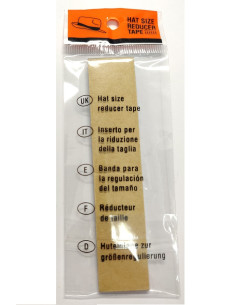 HAT SIZE
REDUCER
TAPE
UK
Hat size
reducer tape
IT
Inserto per
la riduzione
della taglia
E
Banda para
la regulación
del tamaño
F
Réducteur
de taille
D
Huteinlage zur
größenregulierung